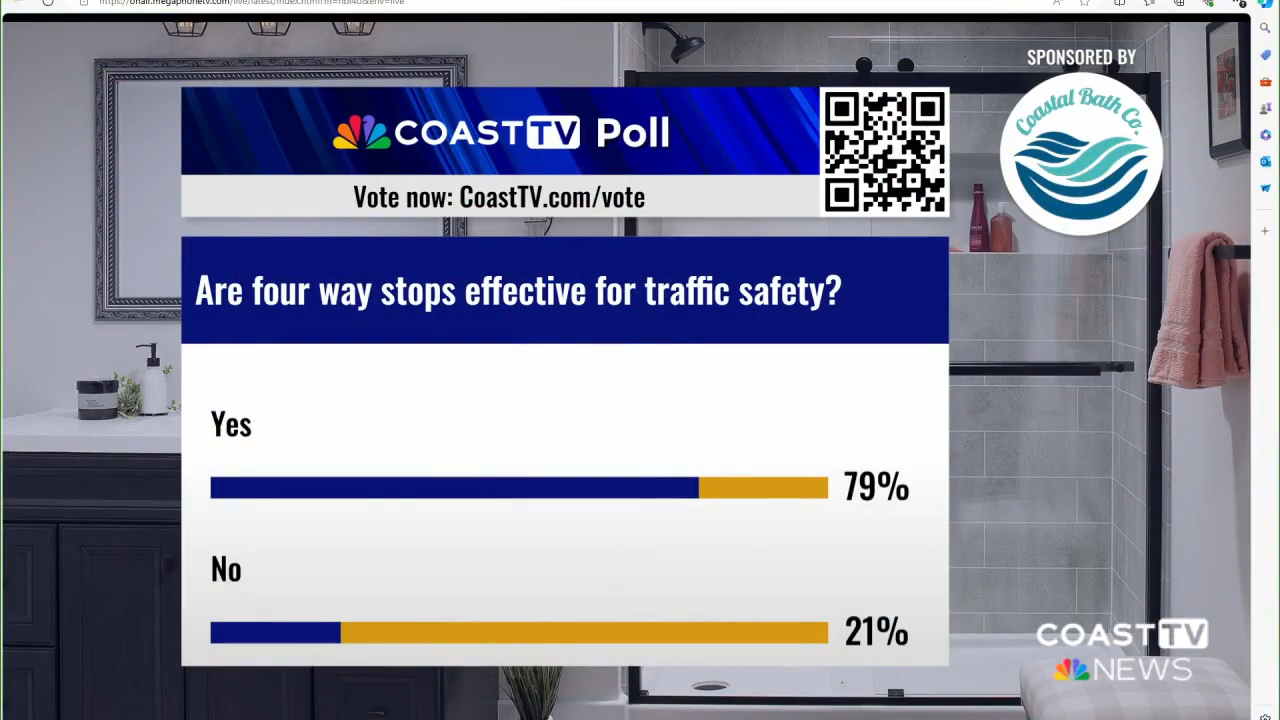 SPONSORED BY
Coastal Bath Co.
COAST TV Poll
Vote now: CoastTV.com/vote
Are four way stops effective for traffic safety?
Yes
79%
No
21%
COAST TV
NEWS